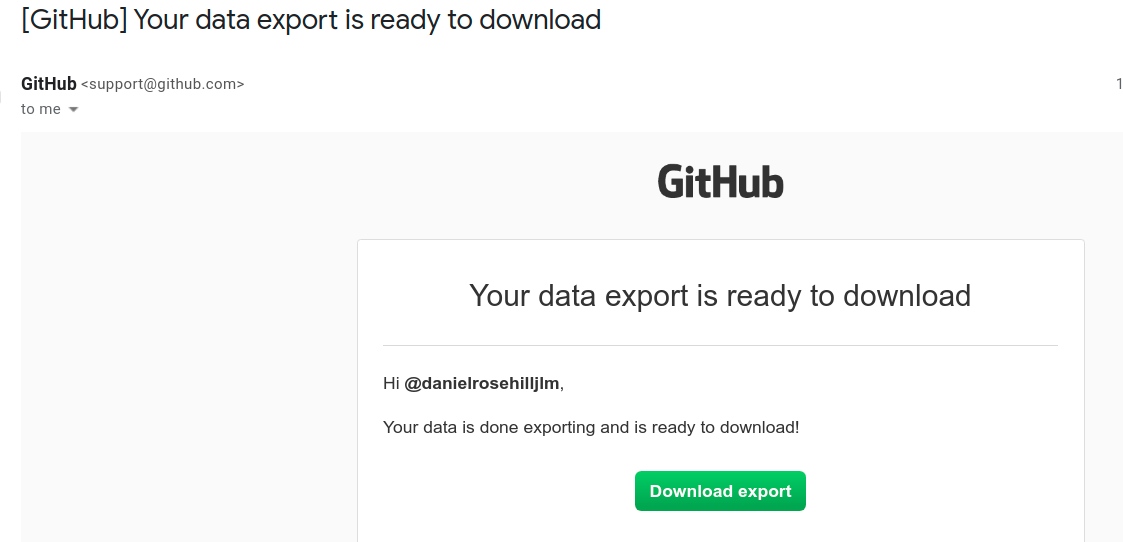 [GitHub] Your data export is ready to download
GitHub <support@github.com>
1
to me
GitHub
Your data export is ready to download
Hi @danielrosehilljlm,
Your data is done exporting and is ready to download!
Download export